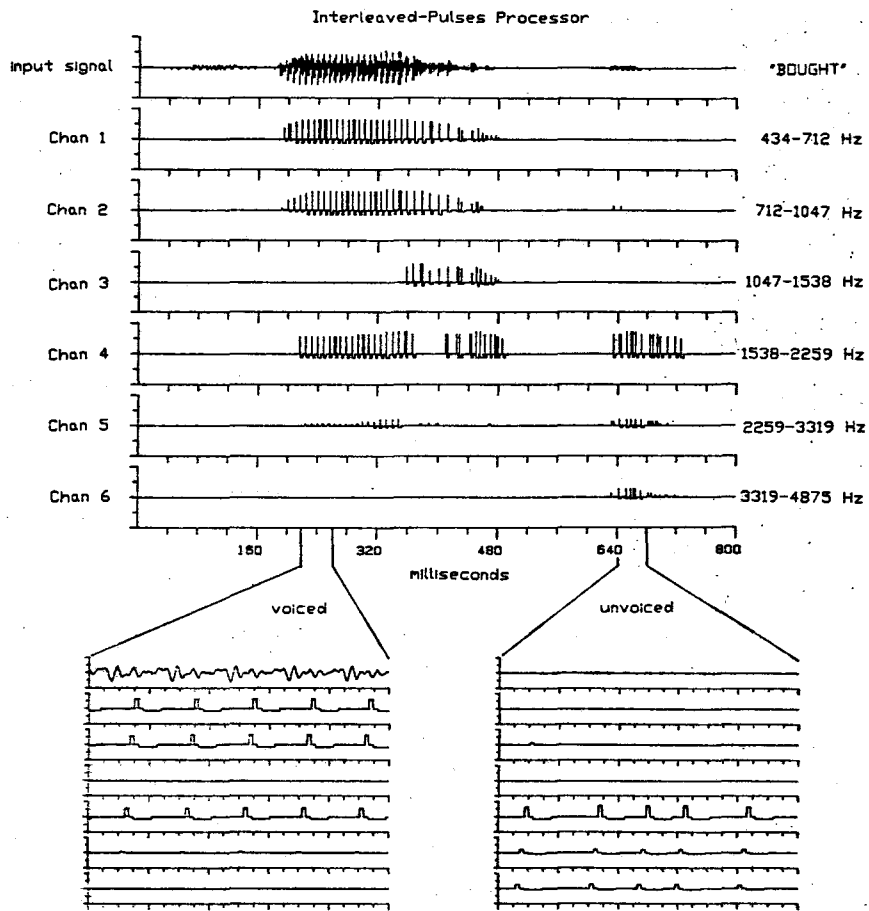 Interleaved-Pulses Processor
input signal "BOUGHT"
Chan 1 434-712 Hz
Chan 2 712-1047 Hz
Chan 3 1047-1538 Hz
Chan 4 1538-2259 Hz
Chan 5 2259-3319 Hz
Chan 6 3319-4875 Hz
160 320 480 640 800
milliseconds
voiced unvoiced